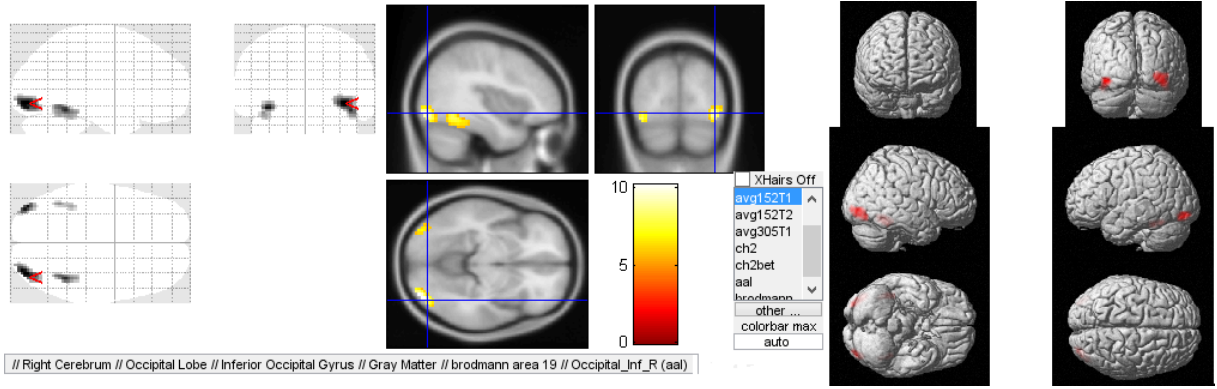 10
5
0
XHairs Off
avg152T1
avg152T2
avg305T1
ch2
ch2bet
aal
brodmann
other ...
colorbar max
auto
// Right Cerebrum // Occipital Lobe // Inferior Occipital Gyrus // Gray Matter // brodmann area 19 // Occipital_Inf_R (aal)